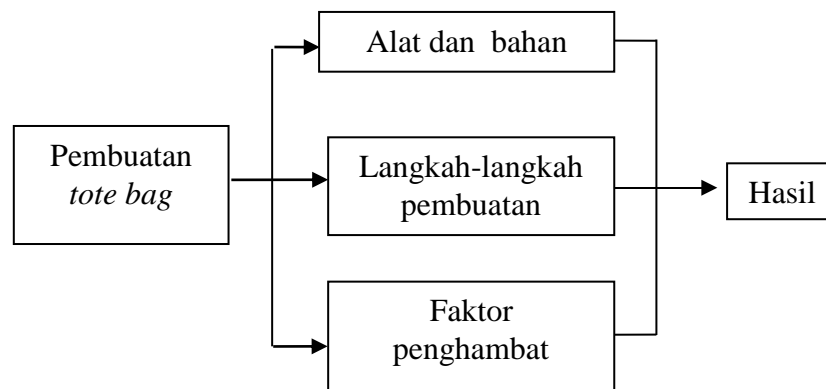 Alat dan bahan
Pembuatan
tote bag
Langkah-langkah
pembuatan
Hasil
Faktor
penghambat